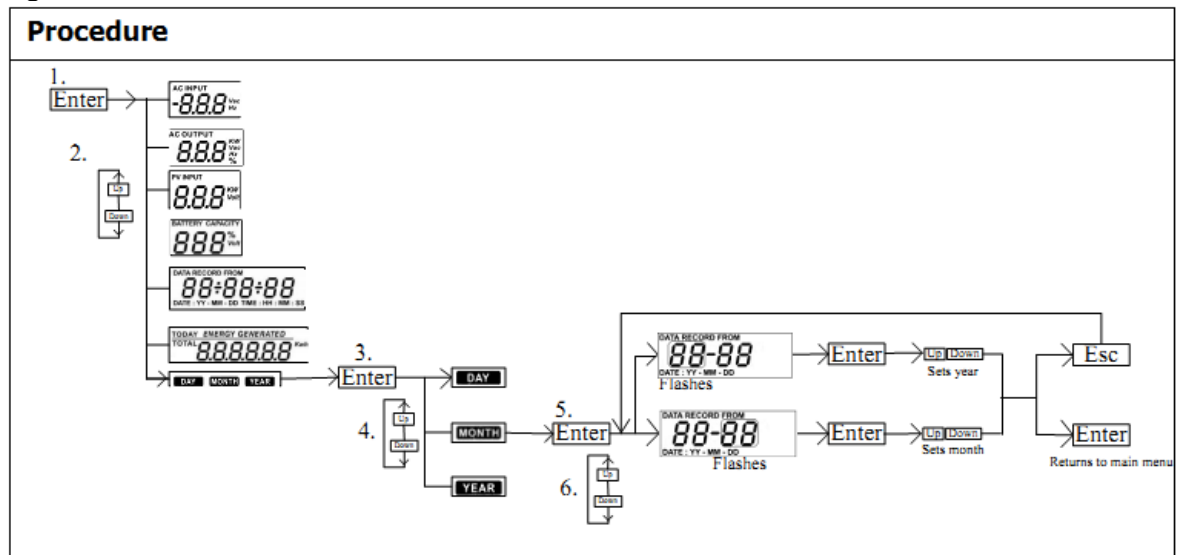 Procedure
1.
Enter
AC INPUT
-8.8.8 Vac Hz
2.
Up
Down
AC OUTPUT
8.8.8 KW Vac Hz %
PV INPUT
8.8.8 KW Volt
BATTERY CAPACITY
888 % Volt
DATA RECORD FROM
88÷88÷88
DATE : YY - MM - DD TIME : HH : MM : SS
TODAY ENERGY GENERATED
TOTAL 8.8.8.8.8.8 Kwh
DAY MONTH YEAR
3.
Enter
4.
Up
Down
DAY
MONTH
YEAR
5.
Enter
6.
Up
Down
DATA RECORD FROM
88-88
DATE : YY - MM - DD
Flashes
Enter
Up Down
Sets year
DATA RECORD FROM
88-88
DATE : YY - MM - DD
Flashes
Enter
Up Down
Sets month
Esc
Enter
Returns to main menu